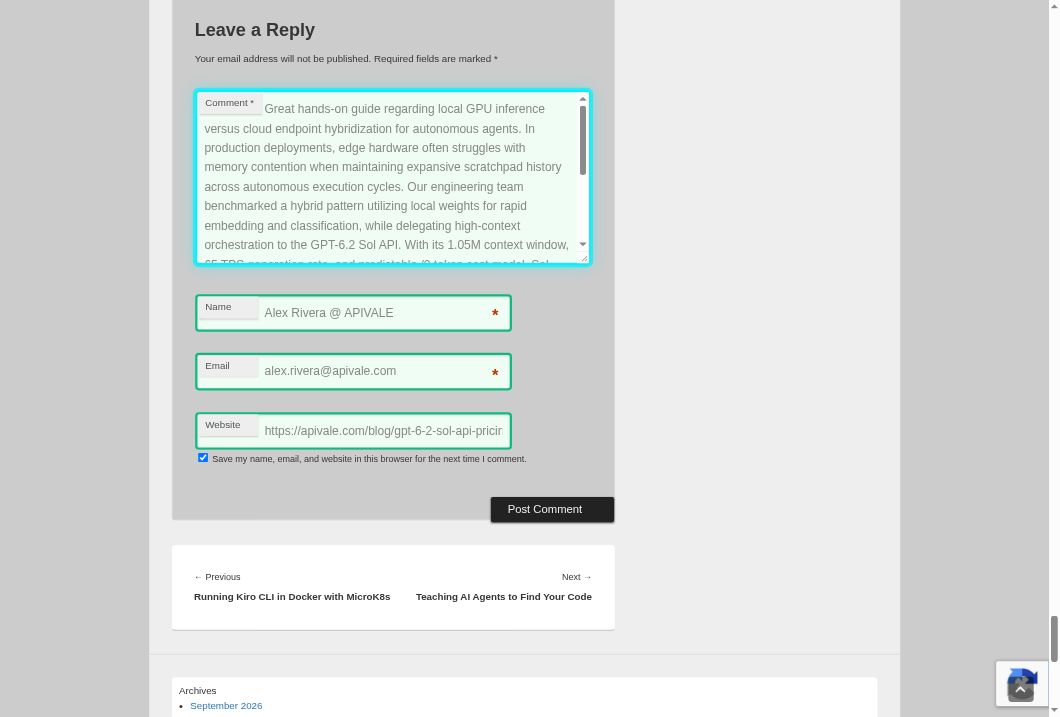 Leave a Reply
Your email address will not be published. Required fields are marked *
Comment *
Great hands-on guide regarding local GPU inference
versus cloud endpoint hybridization for autonomous agents. In
production deployments, edge hardware often struggles with
memory contention when maintaining expansive scratchpad history
across autonomous execution cycles. Our engineering team
benchmarked a hybrid pattern utilizing local weights for rapid
embedding and classification, while delegating high-context
orchestration to the GPT-6.2 Sol API. With its 1.05M context window,
Name
Alex Rivera @ APIVALE *
Email
alex.rivera@apivale.com *
Website
https://apivale.com/blog/gpt-6-2-sol-api-pricin
Save my name, email, and website in this browser for the next time I comment.
Post Comment
← Previous
Next →
Running Kiro CLI in Docker with MicroK8s
Teaching AI Agents to Find Your Code
Archives
• September 2026